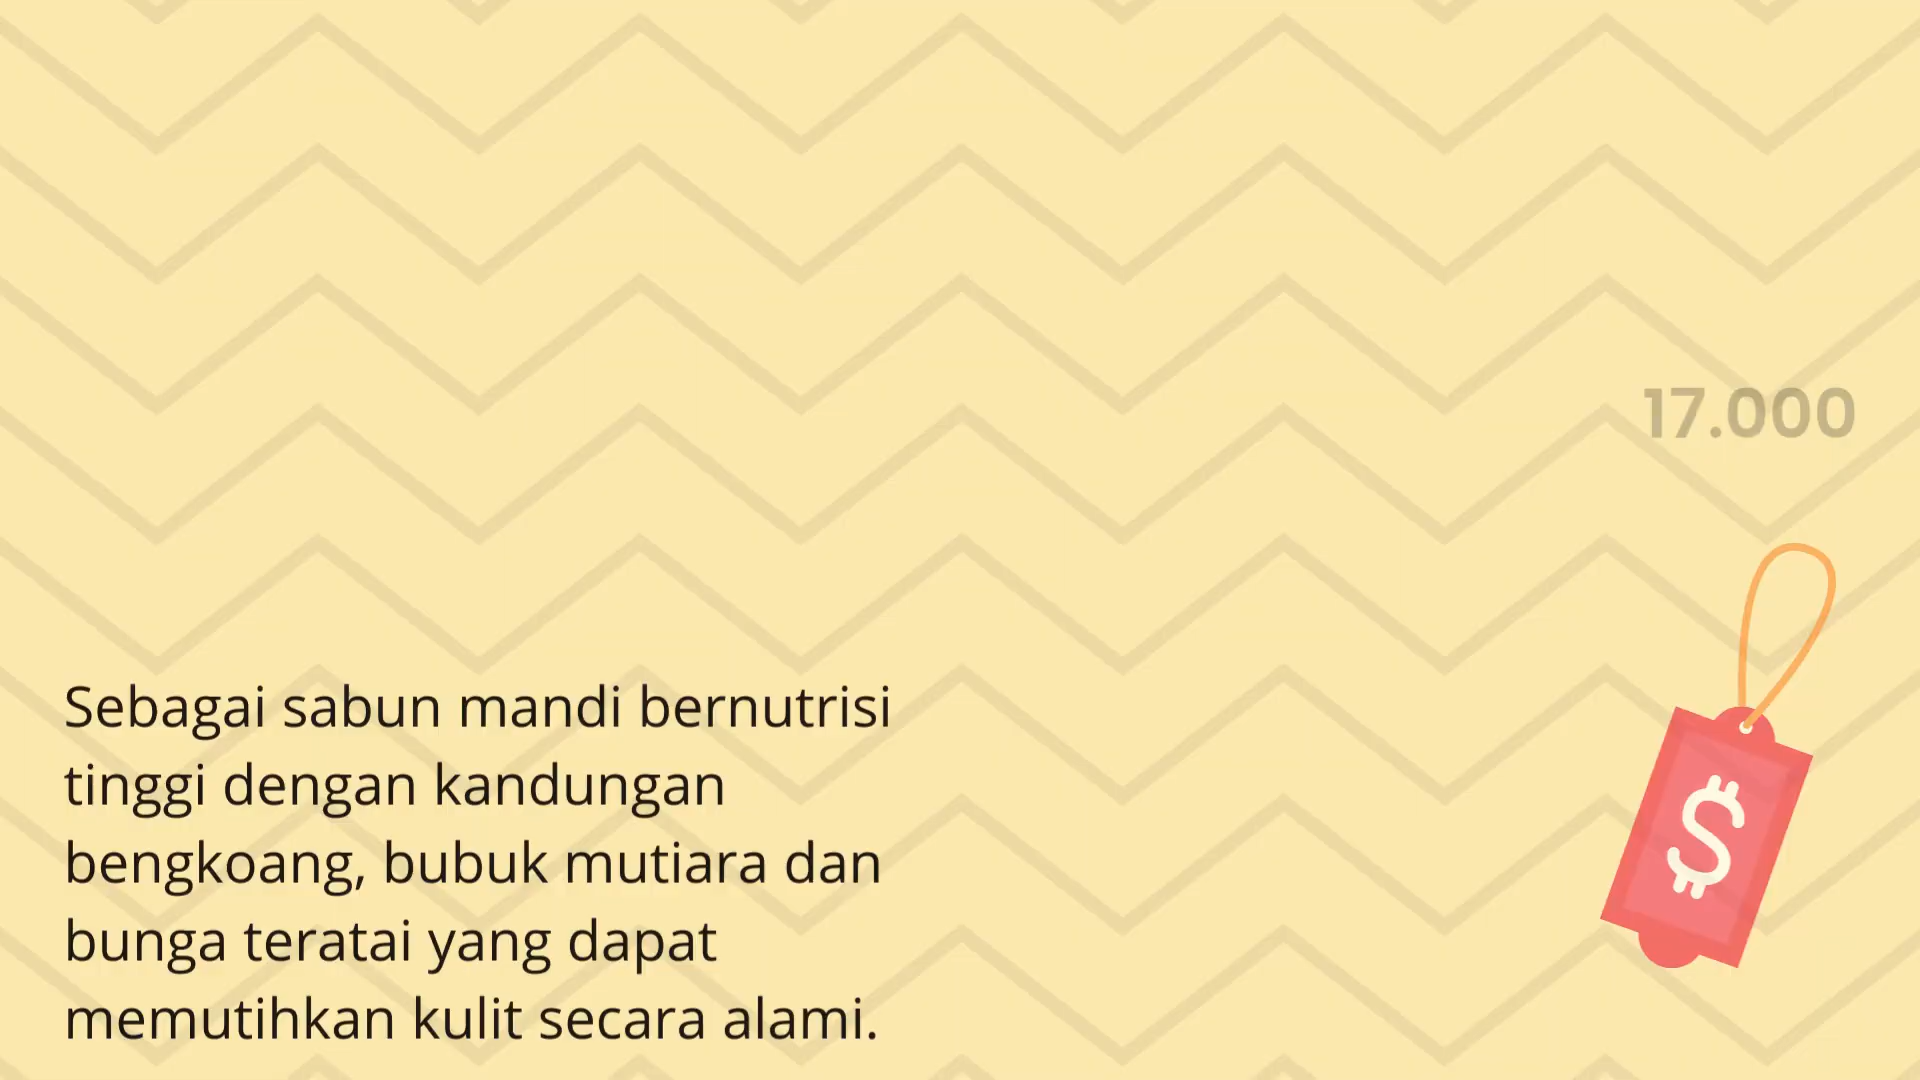 17.000
$
Sebagai sabun mandi bernutrisi
tinggi dengan kandungan
bengkoang, bubuk mutiara dan
bunga teratai yang dapat
memutihkan kulit secara alami.